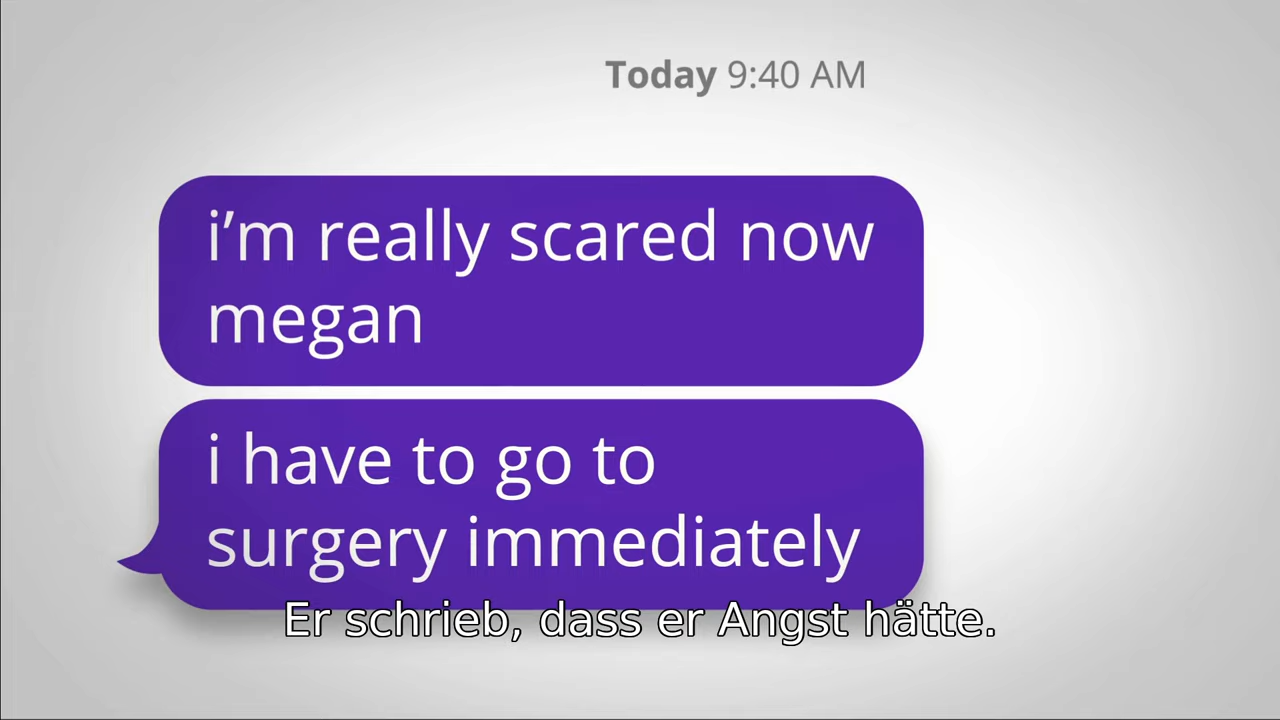 Today 9:40 AM
i’m really scared now
megan
i have to go to
surgery immediately
Er schrieb, dass er Angst hätte.